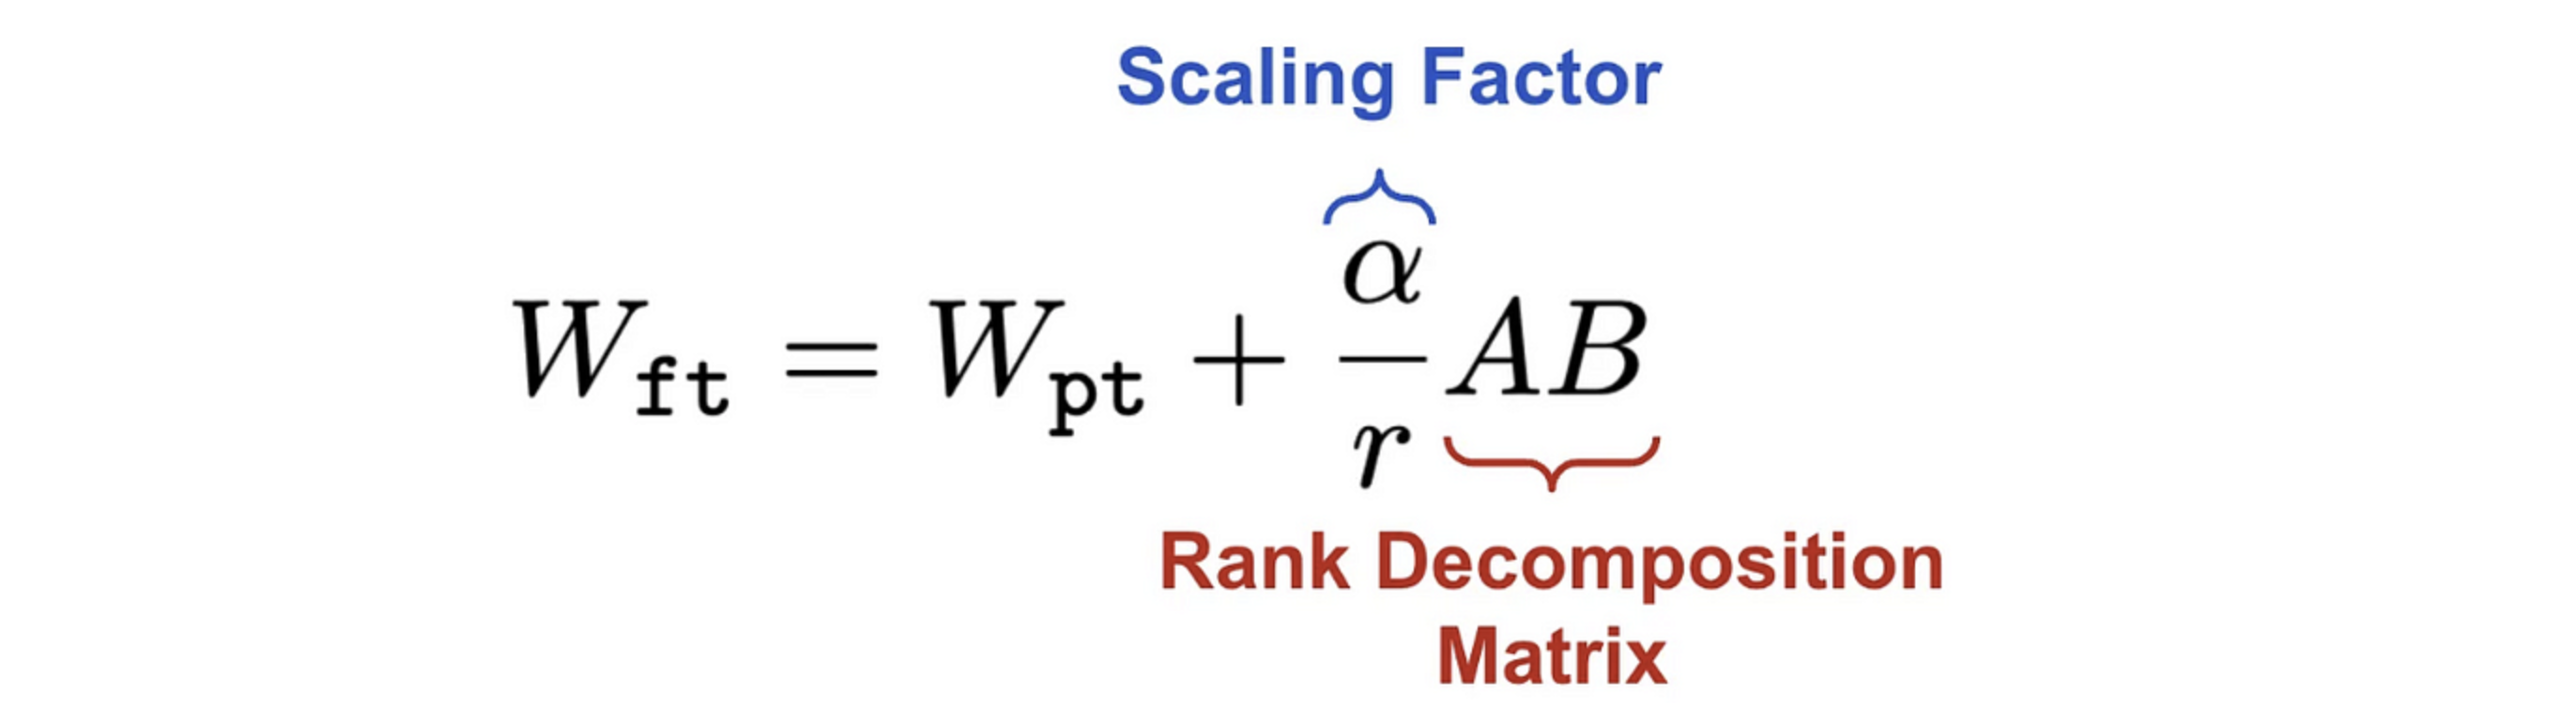 Scaling Factor
W_ft = W_pt + α/r AB
Rank Decomposition
Matrix